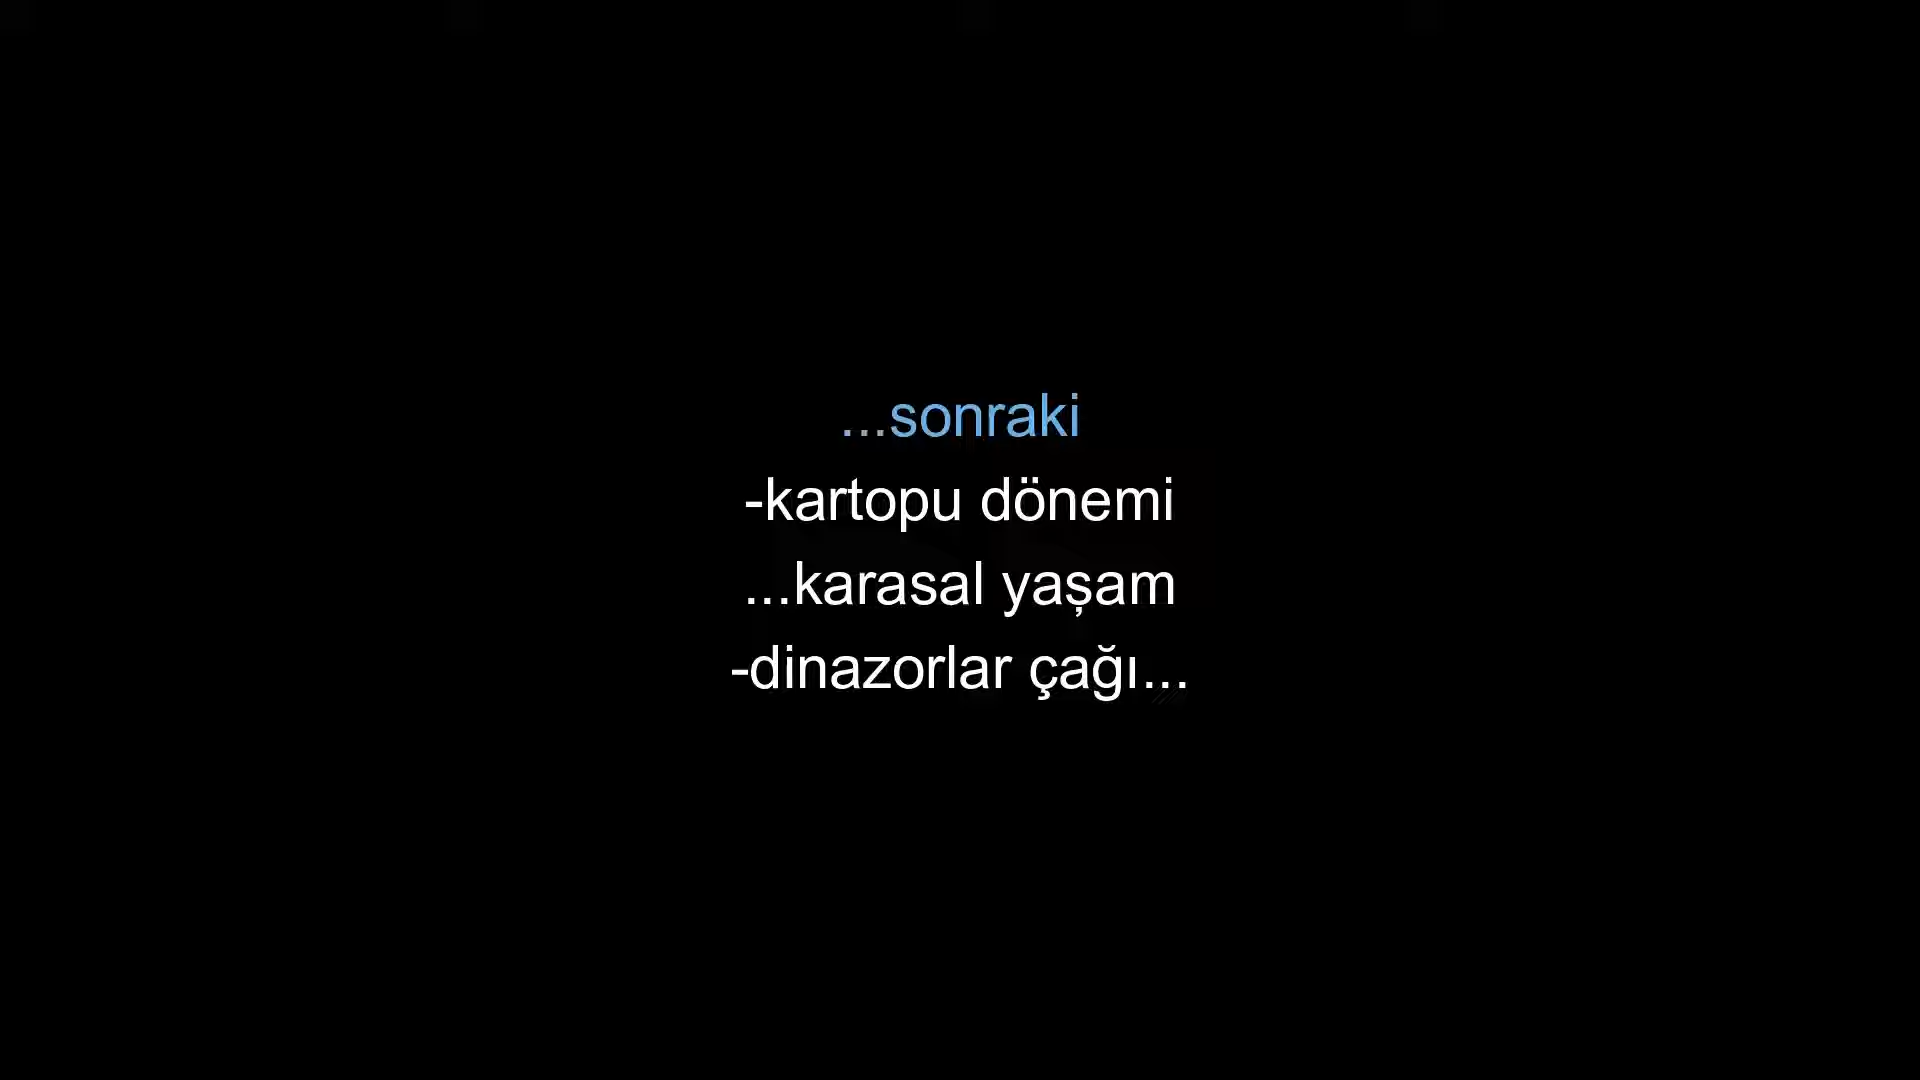 ...sonraki
-kartopu dönemi
...karasal yaşam
-dinazorlar çağı...